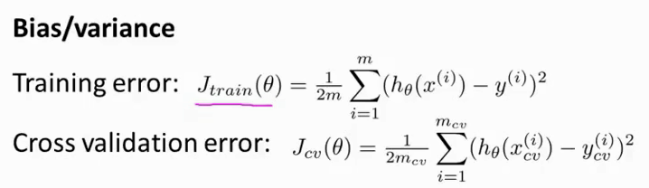 Bias/variance
Training error: J_{train}(θ) = \frac{1}{2m} \sum_{i=1}^{m} (h_θ(x^{(i)}) − y^{(i)})^2
Cross validation error: J_{cv}(θ) = \frac{1}{2m_{cv}} \sum_{i=1}^{m_{cv}} (h_θ(x_{cv}^{(i)}) − y_{cv}^{(i)})^2